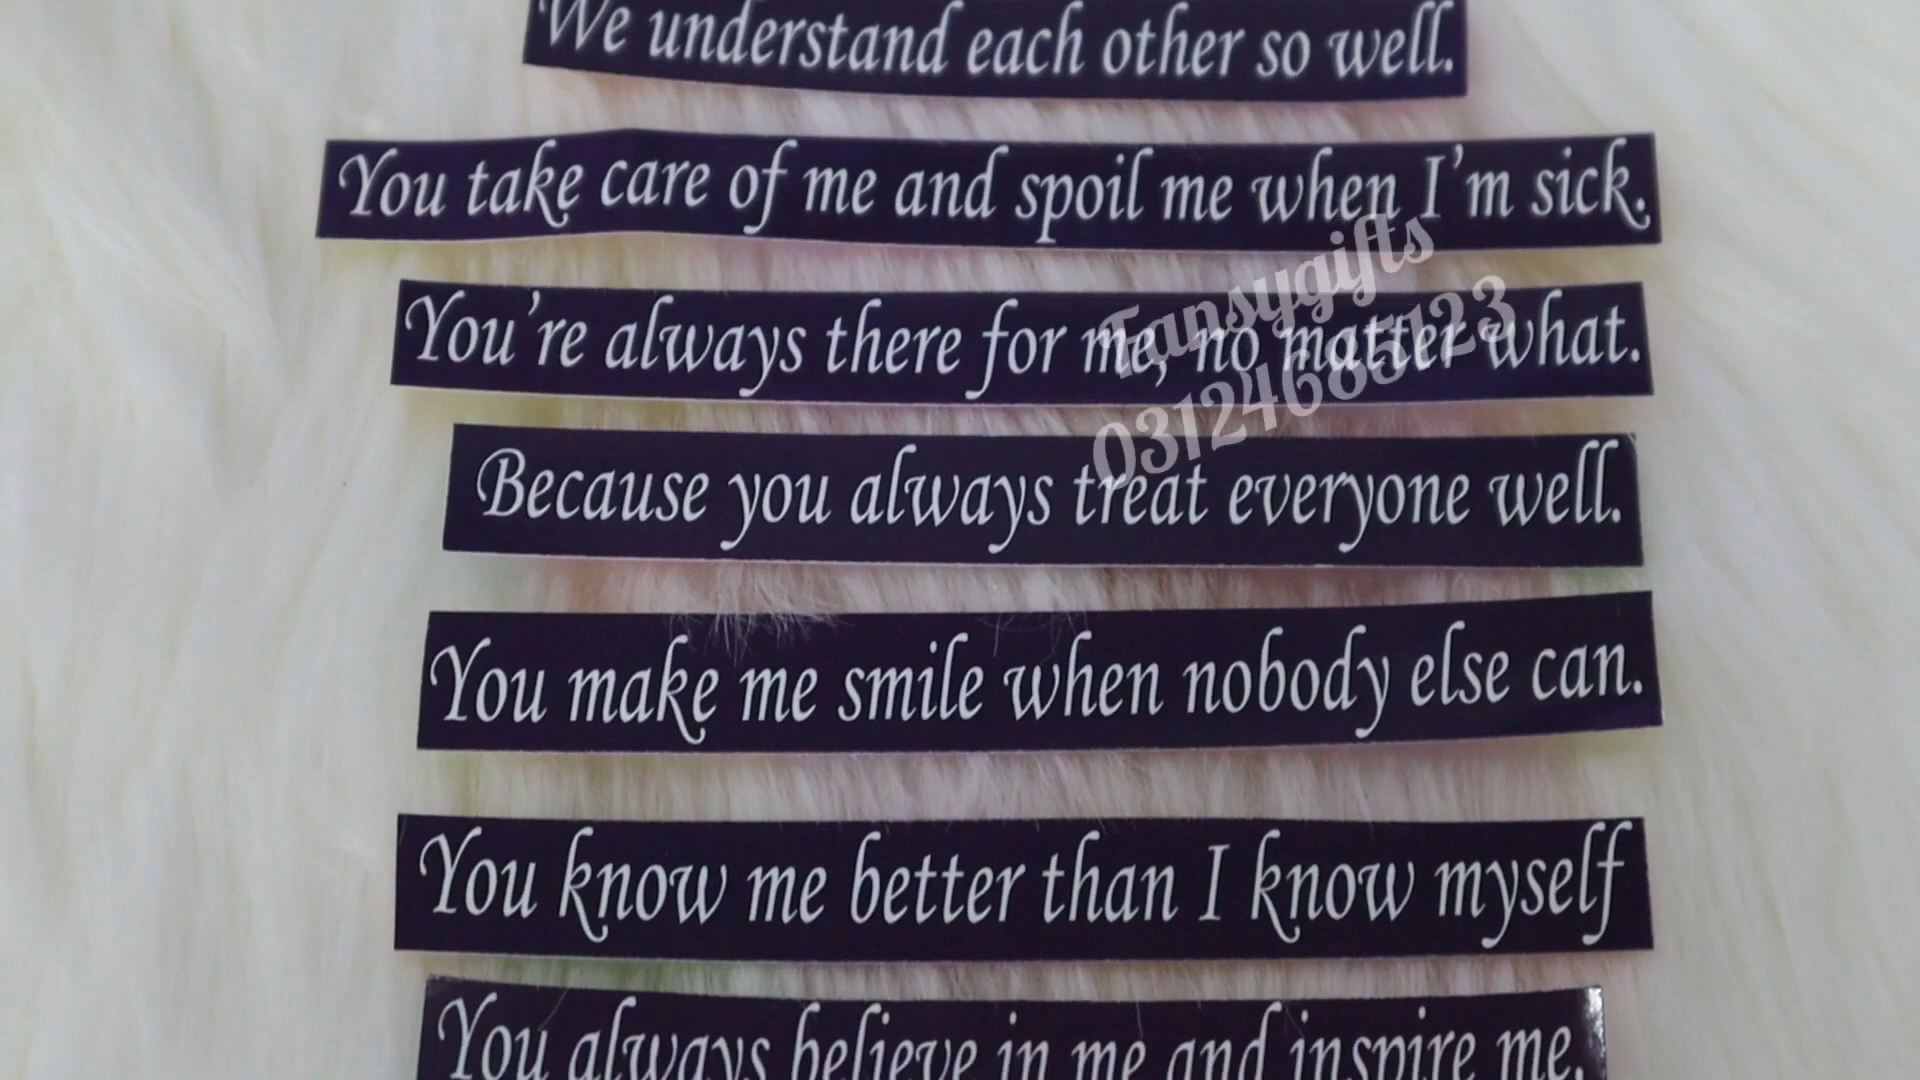 We understand each other so well.
You take care of me and spoil me when I'm sick.
You're always there for me, no matter what.
Tansygifts
03124685123
Because you always treat everyone well.
You make me smile when nobody else can.
You know me better than I know myself
You always believe in me and inspire me.